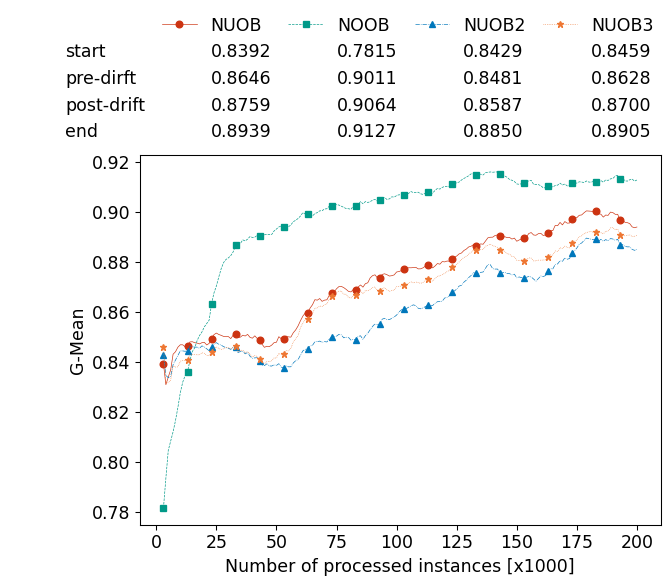 NUOB NOOB NUOB2 NUOB3
start 0.8392 0.7815 0.8429 0.8459
pre-dirft 0.8646 0.9011 0.8481 0.8628
post-drift 0.8759 0.9064 0.8587 0.8700
end 0.8939 0.9127 0.8850 0.8905
0.92
0.90
0.88
0.86
0.84
0.82
0.80
0.78
G-Mean
0 25 50 75 100 125 150 175 200
Number of processed instances [x1000]